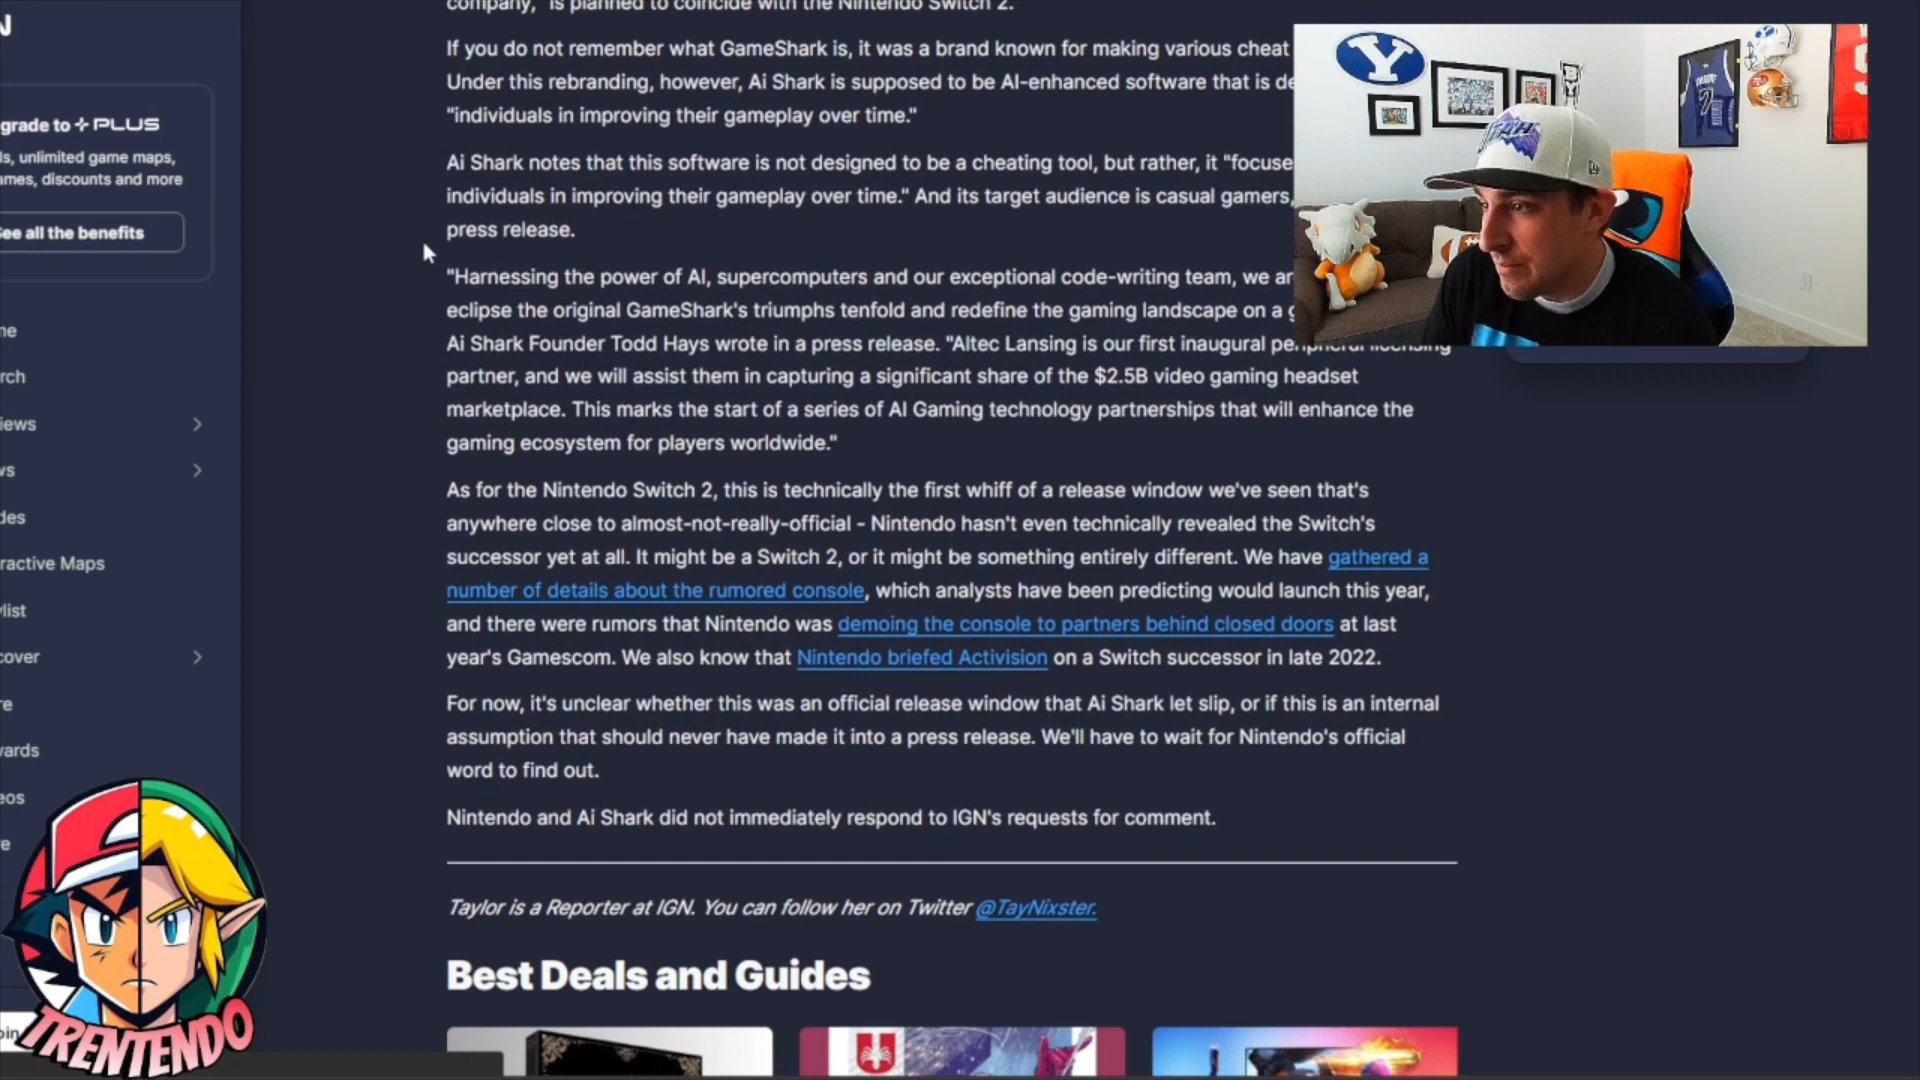 company," is planned to coincide with the Nintendo Switch 2.
If you do not remember what GameShark is, it was a brand known for making various cheat
Under this rebranding, however, Ai Shark is supposed to be AI-enhanced software that is de
"individuals in improving their gameplay over time."
Ai Shark notes that this software is not designed to be a cheating tool, but rather, it "focuse
individuals in improving their gameplay over time." And its target audience is casual gamers,
press release.
"Harnessing the power of AI, supercomputers and our exceptional code-writing team, we ar
eclipse the original GameShark's triumphs tenfold and redefine the gaming landscape on a g
Ai Shark Founder Todd Hays wrote in a press release. "Altec Lansing is our first inaugural peripheral licensing
partner, and we will assist them in capturing a significant share of the $2.5B video gaming headset
marketplace. This marks the start of a series of AI Gaming technology partnerships that will enhance the
gaming ecosystem for players worldwide."
As for the Nintendo Switch 2, this is technically the first whiff of a release window we've seen that's
anywhere close to almost-not-really-official - Nintendo hasn't even technically revealed the Switch's
successor yet at all. It might be a Switch 2, or it might be something entirely different. We have gathered a
number of details about the rumored console, which analysts have been predicting would launch this year,
and there were rumors that Nintendo was demoing the console to partners behind closed doors at last
year's Gamescom. We also know that Nintendo briefed Activision on a Switch successor in late 2022.
For now, it's unclear whether this was an official release window that Ai Shark let slip, or if this is an internal
assumption that should never have made it into a press release. We'll have to wait for Nintendo's official
word to find out.
Nintendo and Ai Shark did not immediately respond to IGN's requests for comment.
Taylor is a Reporter at IGN. You can follow her on Twitter @TayNixster.
Best Deals and Guides
N
grade to + PLUS
ls, unlimited game maps,
ames, discounts and more
ee all the benefits
me
rch
iews
ws
des
ractive Maps
ylist
cover
re
wards
eos
re
oin
TRENTENDO
Y
UTAH